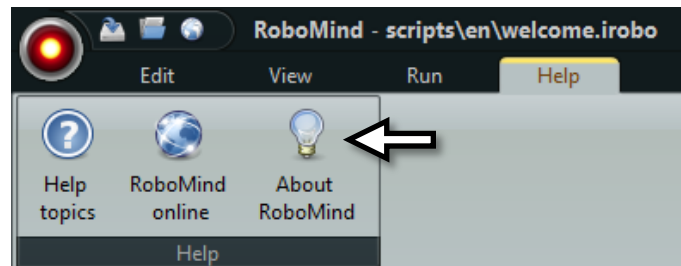 RoboMind - scripts\en\welcome.irobo
Edit View Run Help
Help topics
RoboMind online
About RoboMind
Help